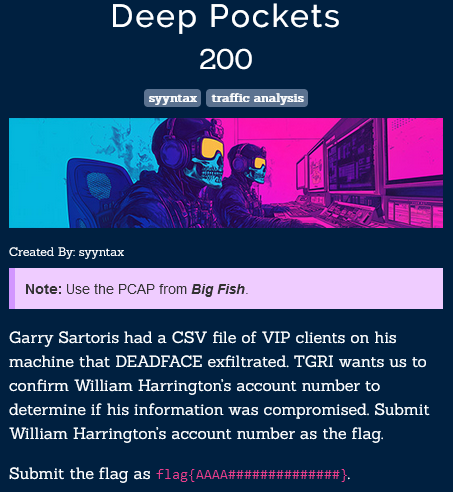 Deep Pockets
200
syyntax traffic analysis
Created By: syyntax
Note: Use the PCAP from Big Fish.
Garry Sartoris had a CSV file of VIP clients on his
machine that DEADFACE exfiltrated. TGRI wants us to
confirm William Harrington's account number to
determine if his information was compromised. Submit
William Harrington's account number as the flag.
Submit the flag as flag{AAAA##############}.